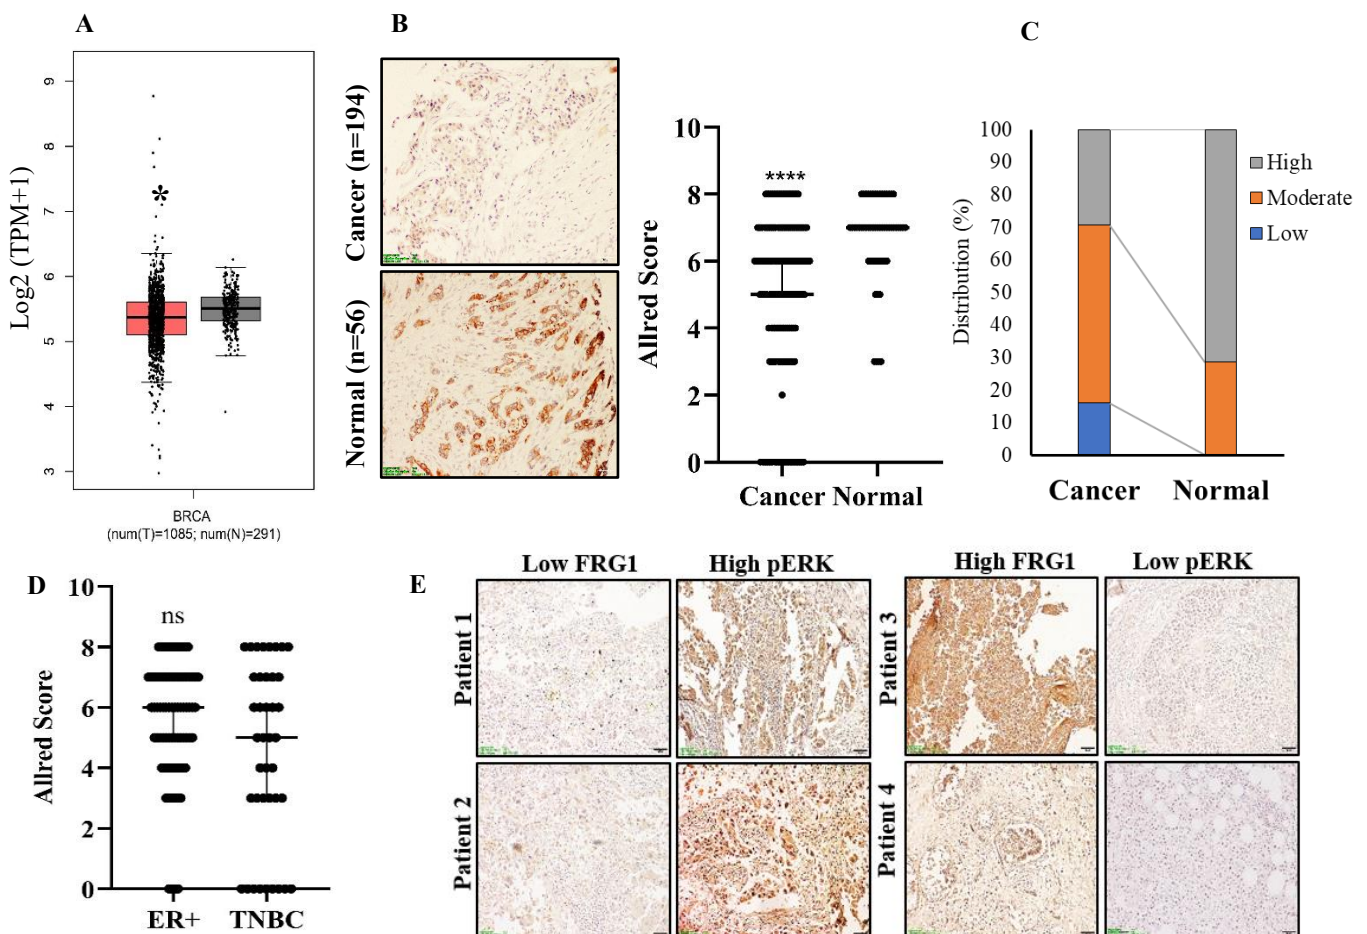 A
B
C
9
8
7
6
5
4
3
Log2 (TPM+1)
*
BRCA
(num(T)=1085; num(N)=291)
Cancer (n=194)
Normal (n=56)
Allred Score
10
8
6
4
2
0
****
Cancer Normal
Distribution (%)
100
90
80
70
60
50
40
30
20
10
0
High
Moderate
Low
Cancer Normal
D
Allred Score
10
8
6
4
2
0
ns
ER+ TNBC
E
Low FRG1 High pERK High FRG1 Low pERK
Patient 1
Patient 3
Patient 2
Patient 4